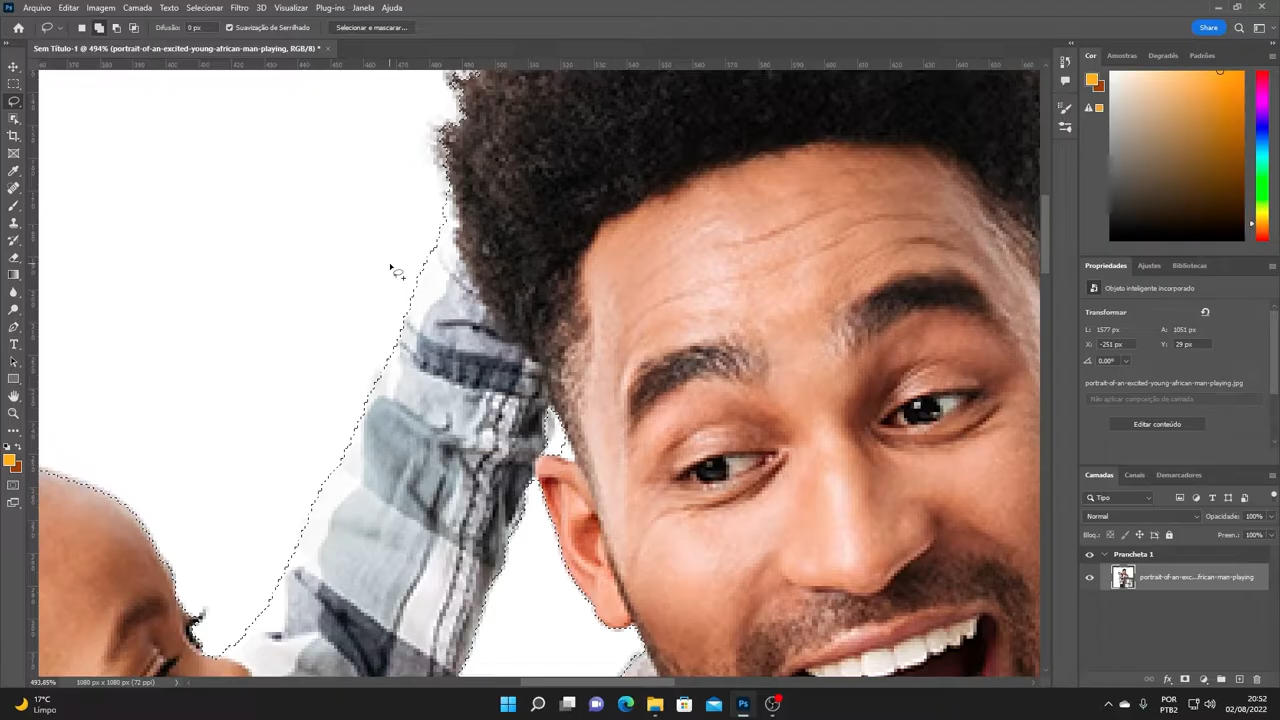 Arquivo Editar Imagem Camada Texto Selecionar Filtro 3D Visualizar Plug-ins Janela Ajuda
Difusão: 0 px Suavização de Serrilhado Selecionar e mascarar... Share
Sem Título-1 @ 494% (portrait-of-an-excited-young-african-man-playing, RGB/8) * ×
Cor Amostras Degradês Padrões
Propriedades Ajustes Bibliotecas
Objeto inteligente incorporado
Transformar
L: 1577 px A: 1051 px
X: -251 px Y: 29 px
0,00°
portrait-of-an-excited-young-african-man-playing.jpg
Não aplicar composição de camada
Editar conteúdo
Camadas Canais Demarcadores
Tipo
Normal Opacidade: 100%
Bloq.: Preen.: 100%
Prancheta 1
portrait-of-an-exc...frican-man-playing
493,85% 1080 px x 1080 px (72 ppi)
17°C
Limpo
POR
PTB2
20:52
02/08/2022